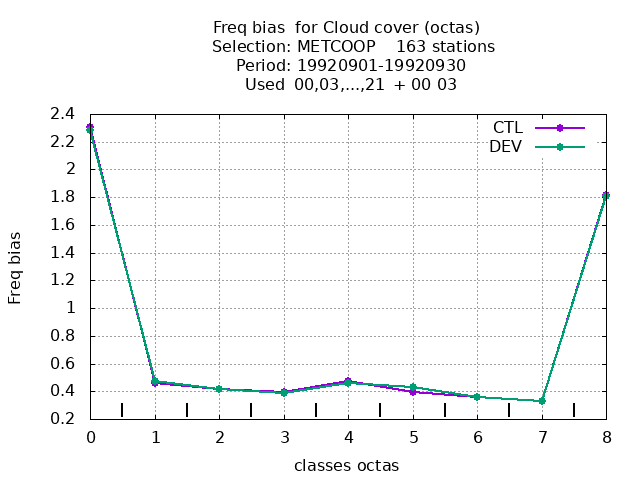 Freq bias  for Cloud cover (octas)
Selection: METCOOP    163 stations
Period: 19920901-19920930
Used  00,03,...,21  + 00 03
CTL
DEV
2.4
2.2
2
1.8
1.6
1.4
1.2
1
0.8
0.6
0.4
0.2
Freq bias
0 1 2 3 4 5 6 7 8
classes octas